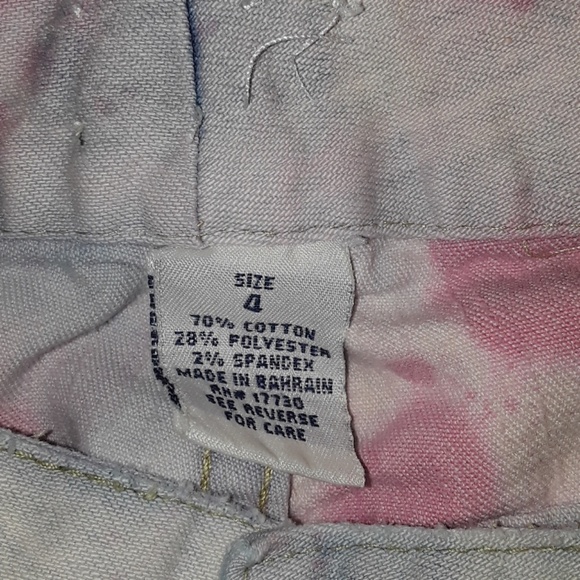 SIZE
4
70% COTTON
28% POLYESTER
2% SPANDEX
MADE IN BAHRAIN
RN# 17730
SEE REVERSE
FOR CARE